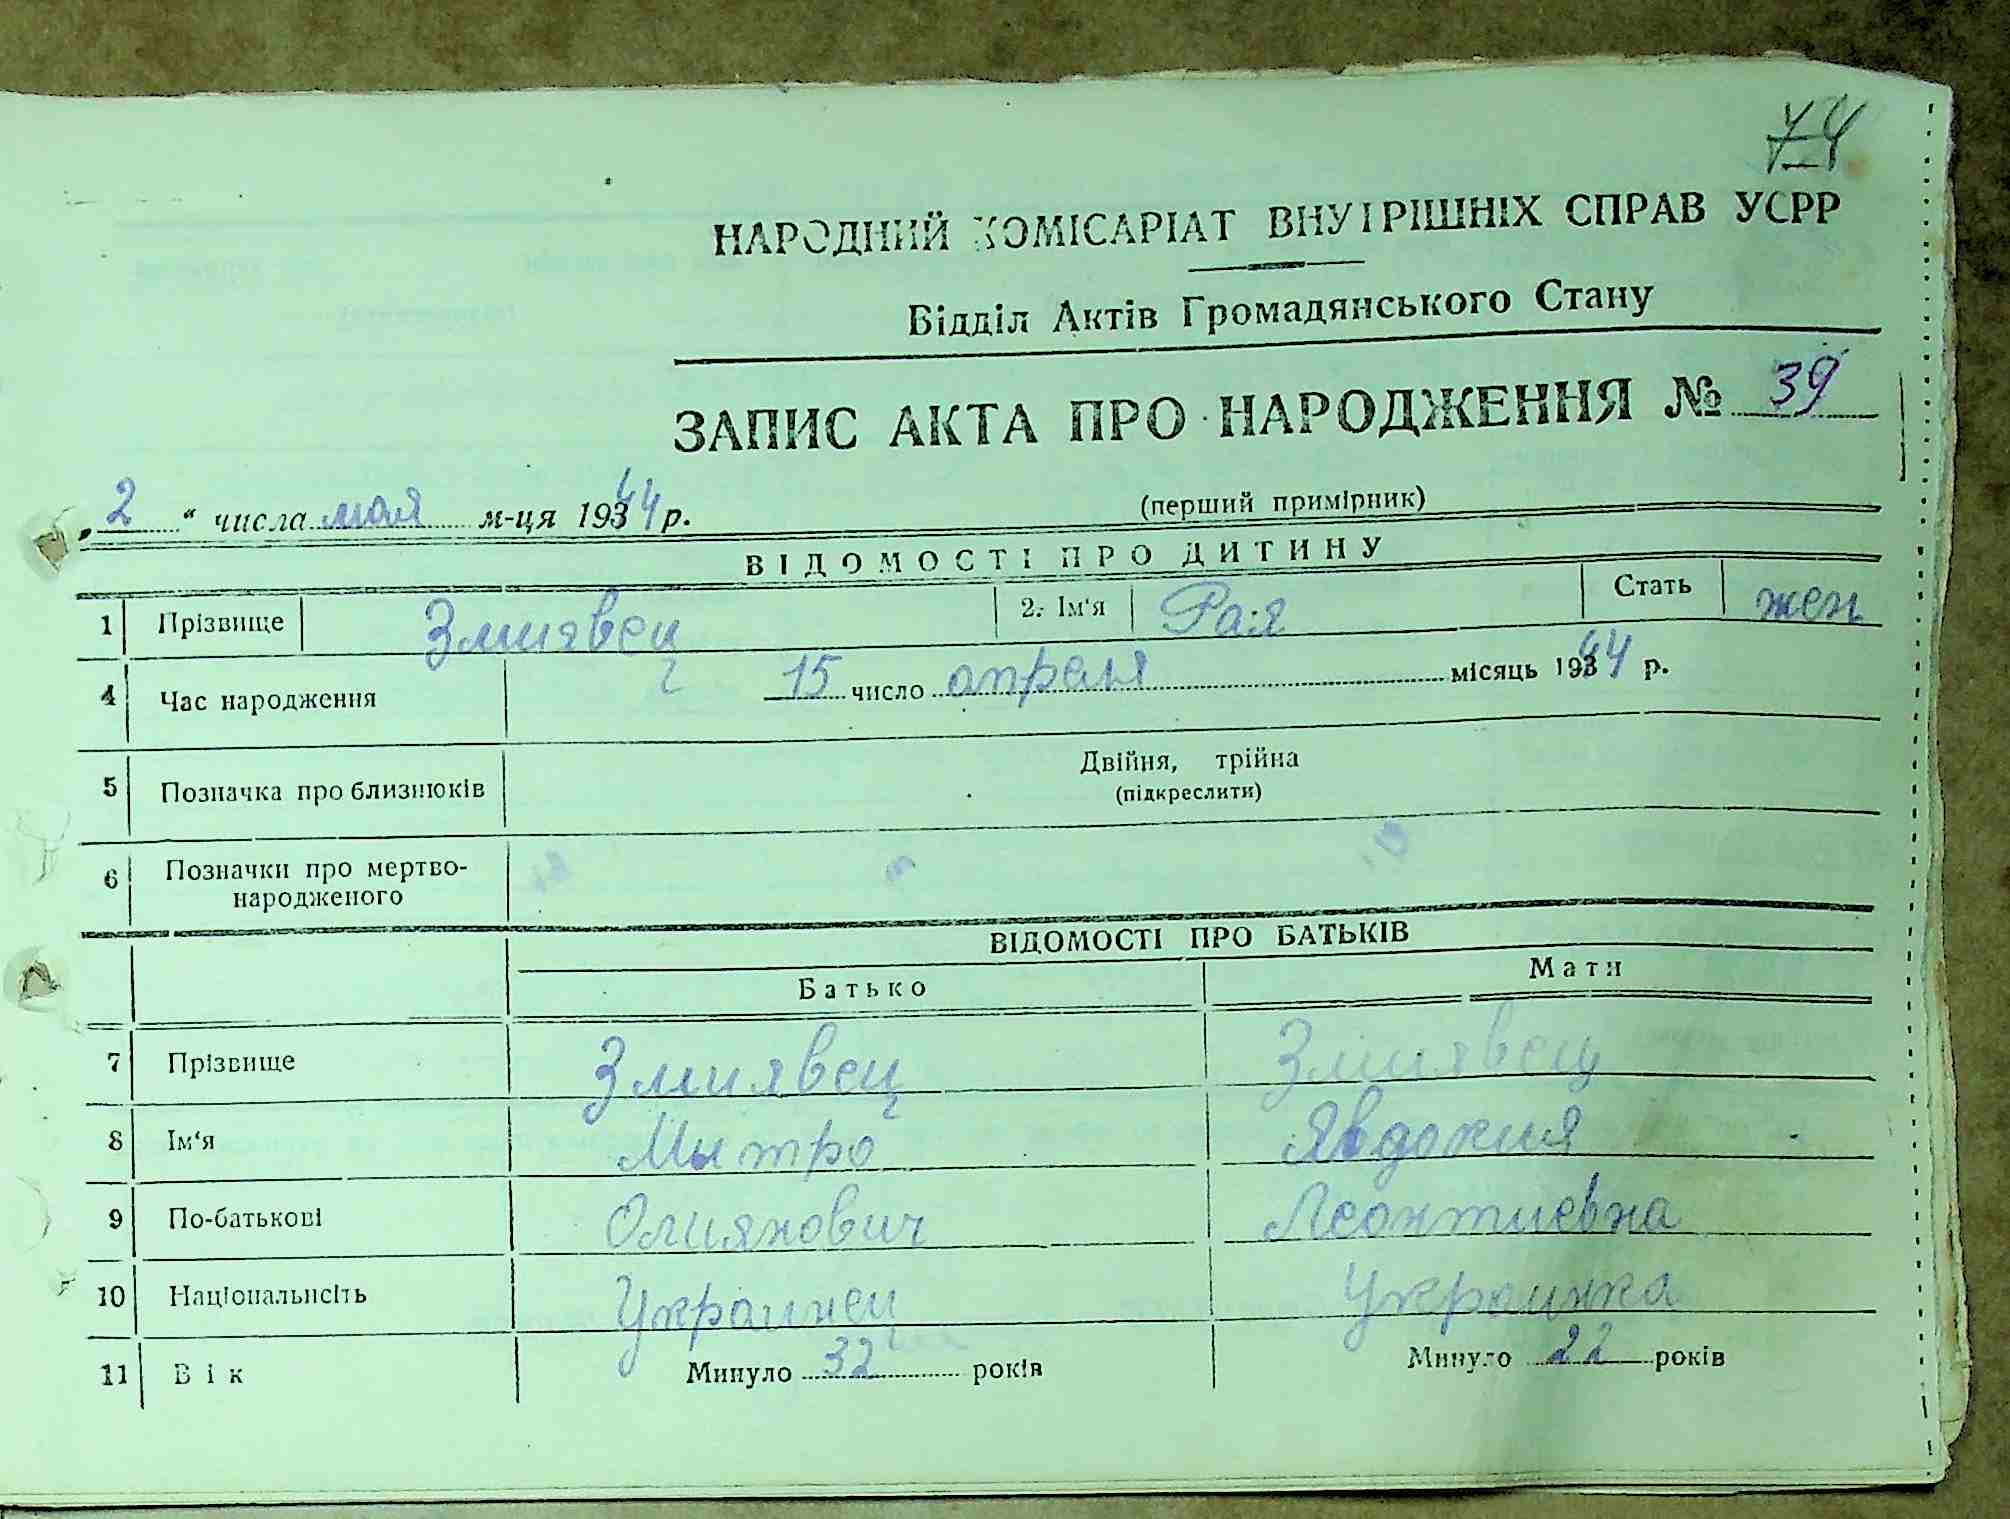 74
НАРОДНИЙ КОМІСАРІАТ ВНУТРІШНІХ СПРАВ УСРР
Відділ Актів Громадянського Стану
ЗАПИС АКТА ПРО НАРОДЖЕННЯ № 39
„2“ числа мая м-ця 1944 р.
(перший примірник)
ВІДОМОСТІ ПРО ДИТИНУ
1 Прізвище Змиявец 2. Ім‘я Рая Стать жен
4 Час народження 15 число апреля місяць 1944 р.
5 Позначка про близнюків Двійня, трійна
(підкреслити)
6 Позначки про мертво-
народженого
ВІДОМОСТІ ПРО БАТЬКІВ
Батько Мати
7 Прізвище Змиявец Змиявец
8 Ім‘я Мытро Явдокия
9 По-батькові Олиянович Леонтиевна
10 Національність Украинец Украинка
11 Вік Минуло 32 років Минуло 22 років